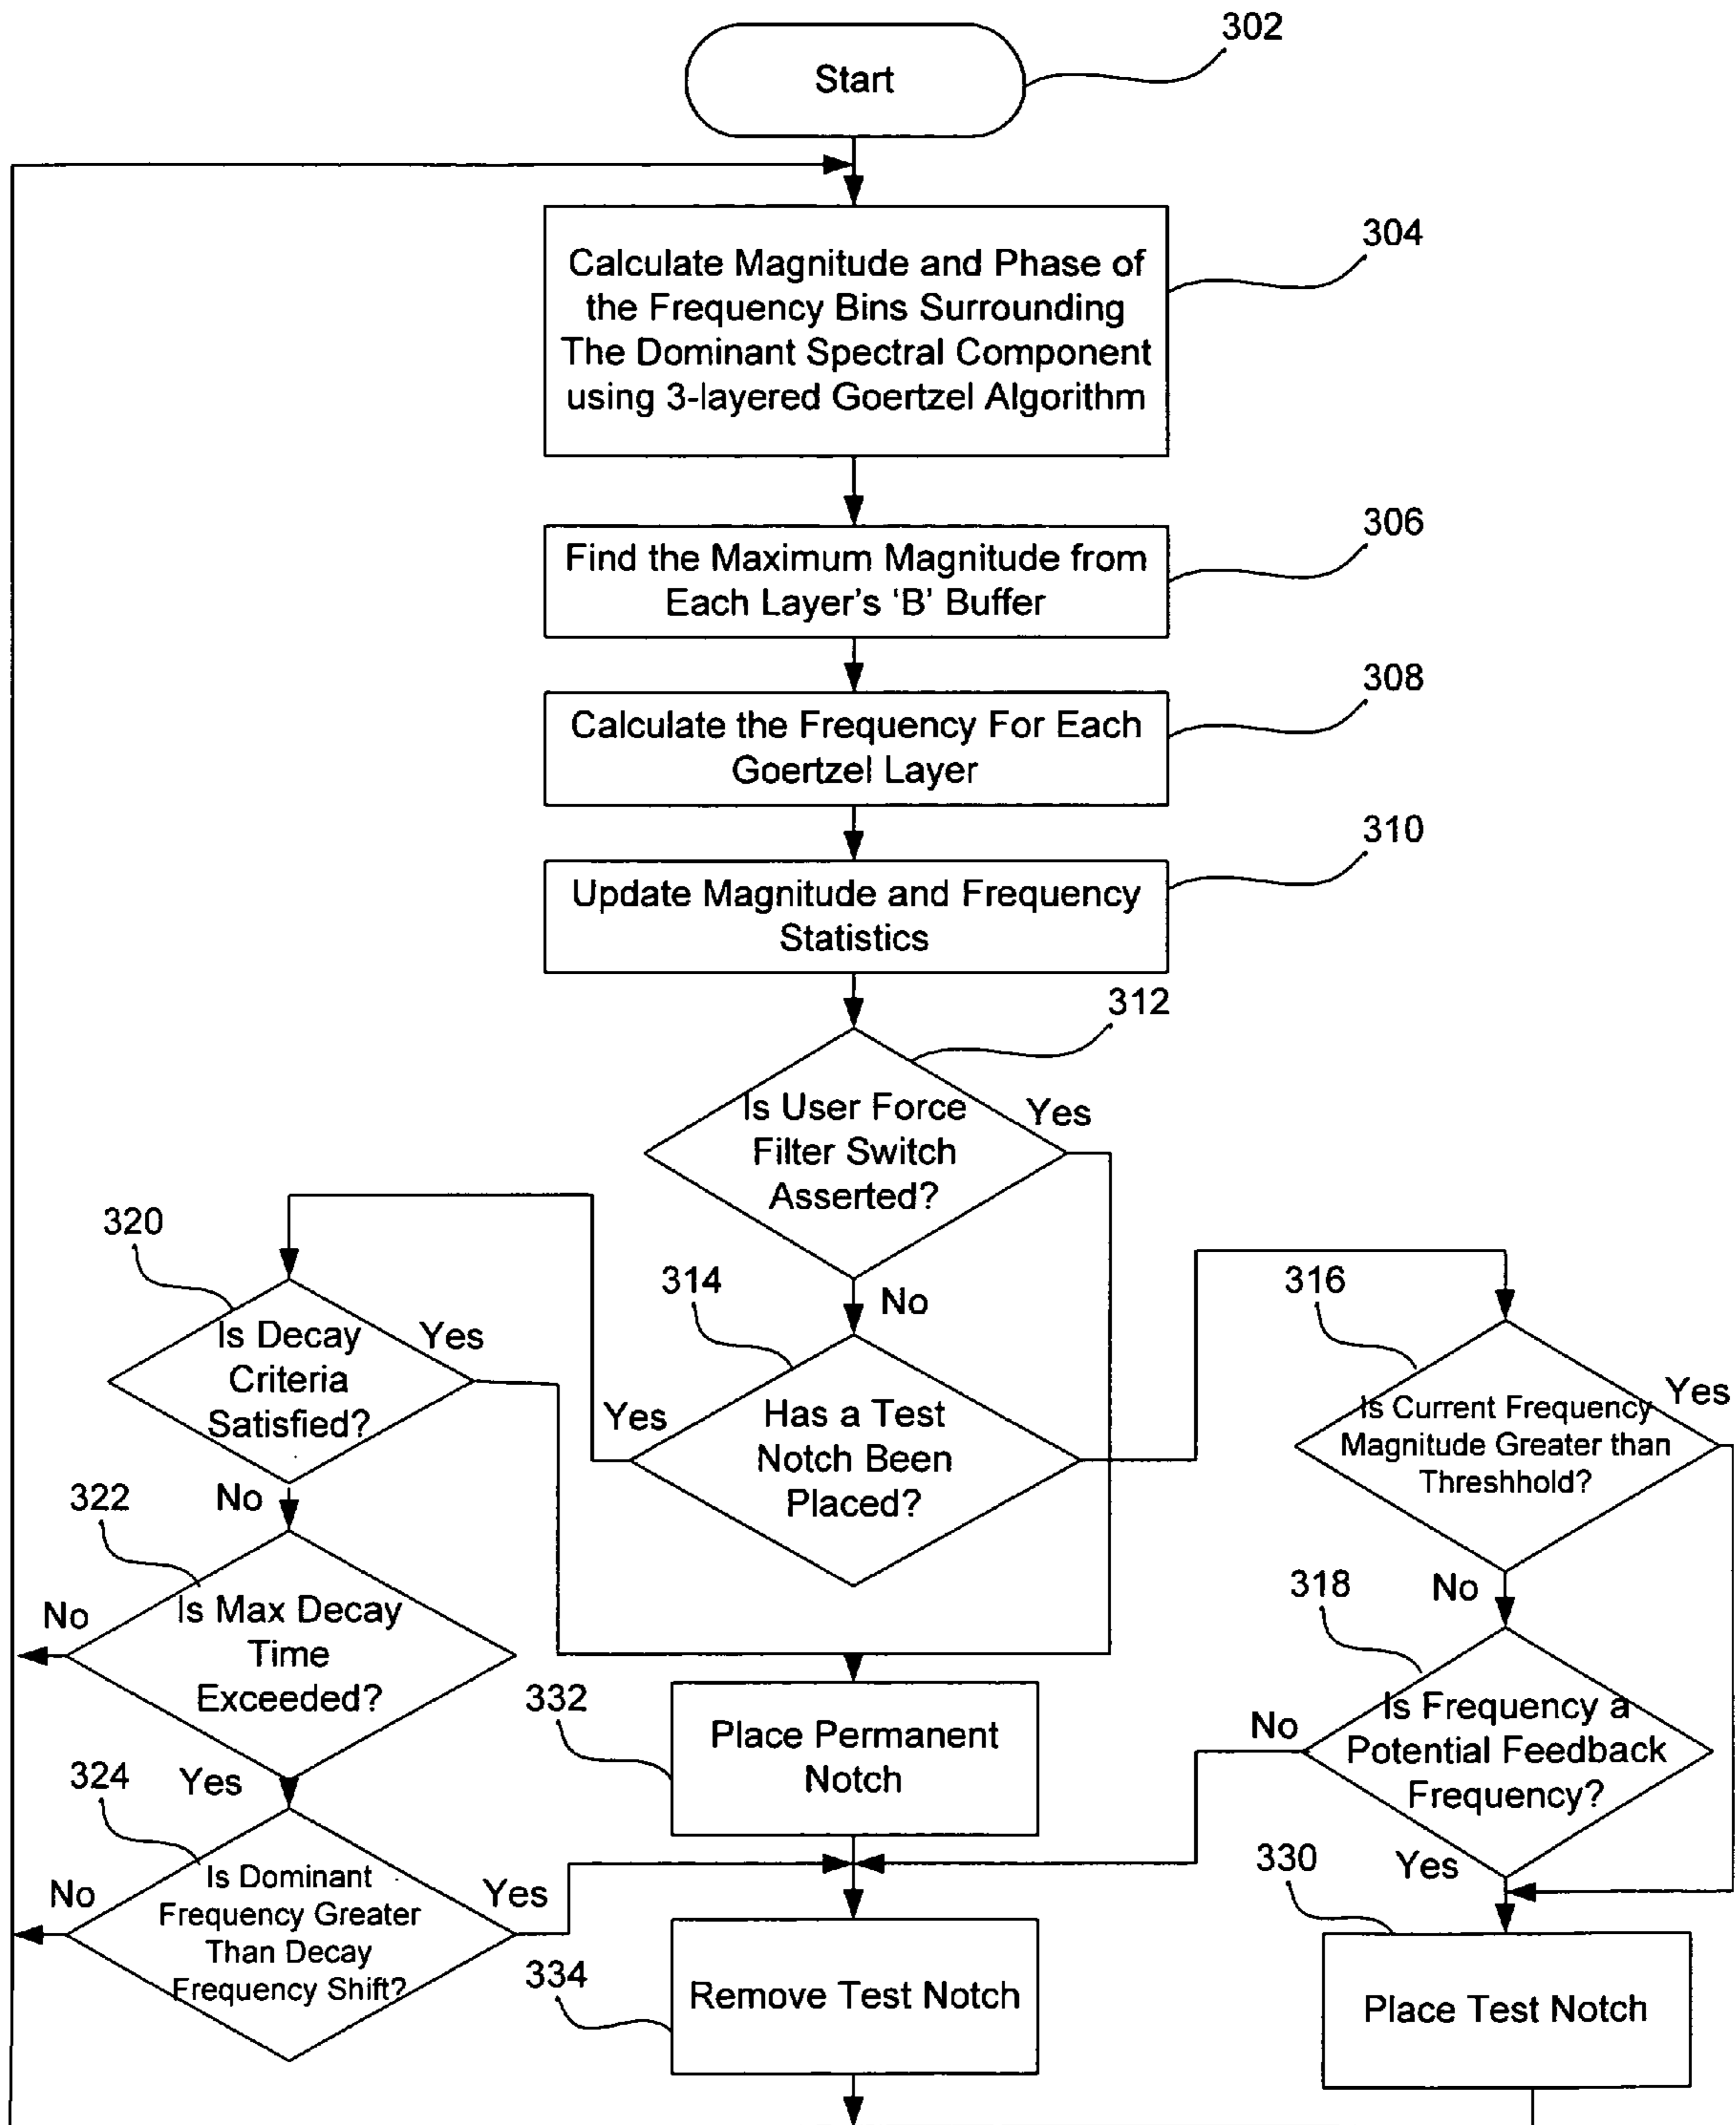 302
Start
304
Calculate Magnitude and Phase of
the Frequency Bins Surrounding
The Dominant Spectral Component
using 3-layered Goertzel Algorithm
306
Find the Maximum Magnitude from
Each Layer's ‘B’ Buffer
308
Calculate the Frequency For Each
Goertzel Layer
310
Update Magnitude and Frequency
Statistics
312
Is User Force
Filter Switch
Asserted?
Yes
No
314
Has a Test
Notch Been
Placed?
Yes
320
Is Decay
Criteria
Satisfied?
Yes
No
322
Is Max Decay
Time
Exceeded?
No
Yes
324
Is Dominant
Frequency Greater
Than Decay
Frequency Shift?
No
Yes
316
Is Current Frequency
Magnitude Greater than
Threshhold?
Yes
No
318
Is Frequency a
Potential Feedback
Frequency?
No
Yes
332
Place Permanent
Notch
334
Remove Test Notch
330
Place Test Notch